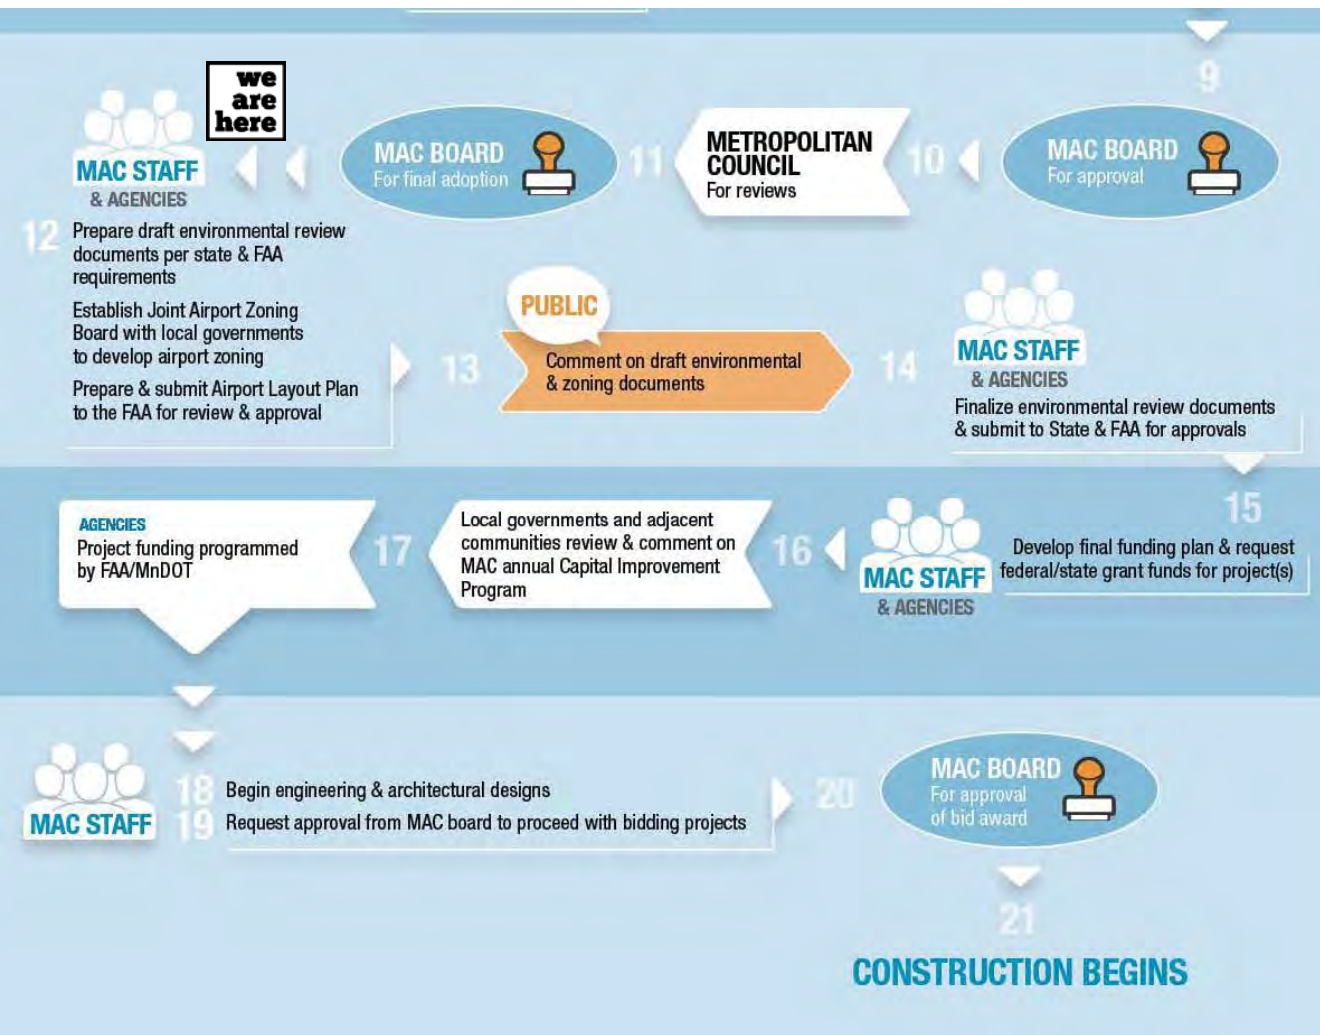 9
MAC BOARD
For approval
10
METROPOLITAN
COUNCIL
For reviews
11
MAC BOARD
For final adoption
we
are
here
MAC STAFF
& AGENCIES
12
Prepare draft environmental review
documents per state & FAA
requirements
Establish Joint Airport Zoning
Board with local governments
to develop airport zoning
Prepare & submit Airport Layout Plan
to the FAA for review & approval
13
PUBLIC
Comment on draft environmental
& zoning documents
14
MAC STAFF
& AGENCIES
Finalize environmental review documents
& submit to State & FAA for approvals
15
Develop final funding plan & request
federal/state grant funds for project(s)
MAC STAFF
& AGENCIES
16
Local governments and adjacent
communities review & comment on
MAC annual Capital Improvement
Program
17
AGENCIES
Project funding programmed
by FAA/MnDOT
MAC STAFF
18 Begin engineering & architectural designs
19 Request approval from MAC board to proceed with bidding projects
20
MAC BOARD
For approval
of bid award
21
CONSTRUCTION BEGINS